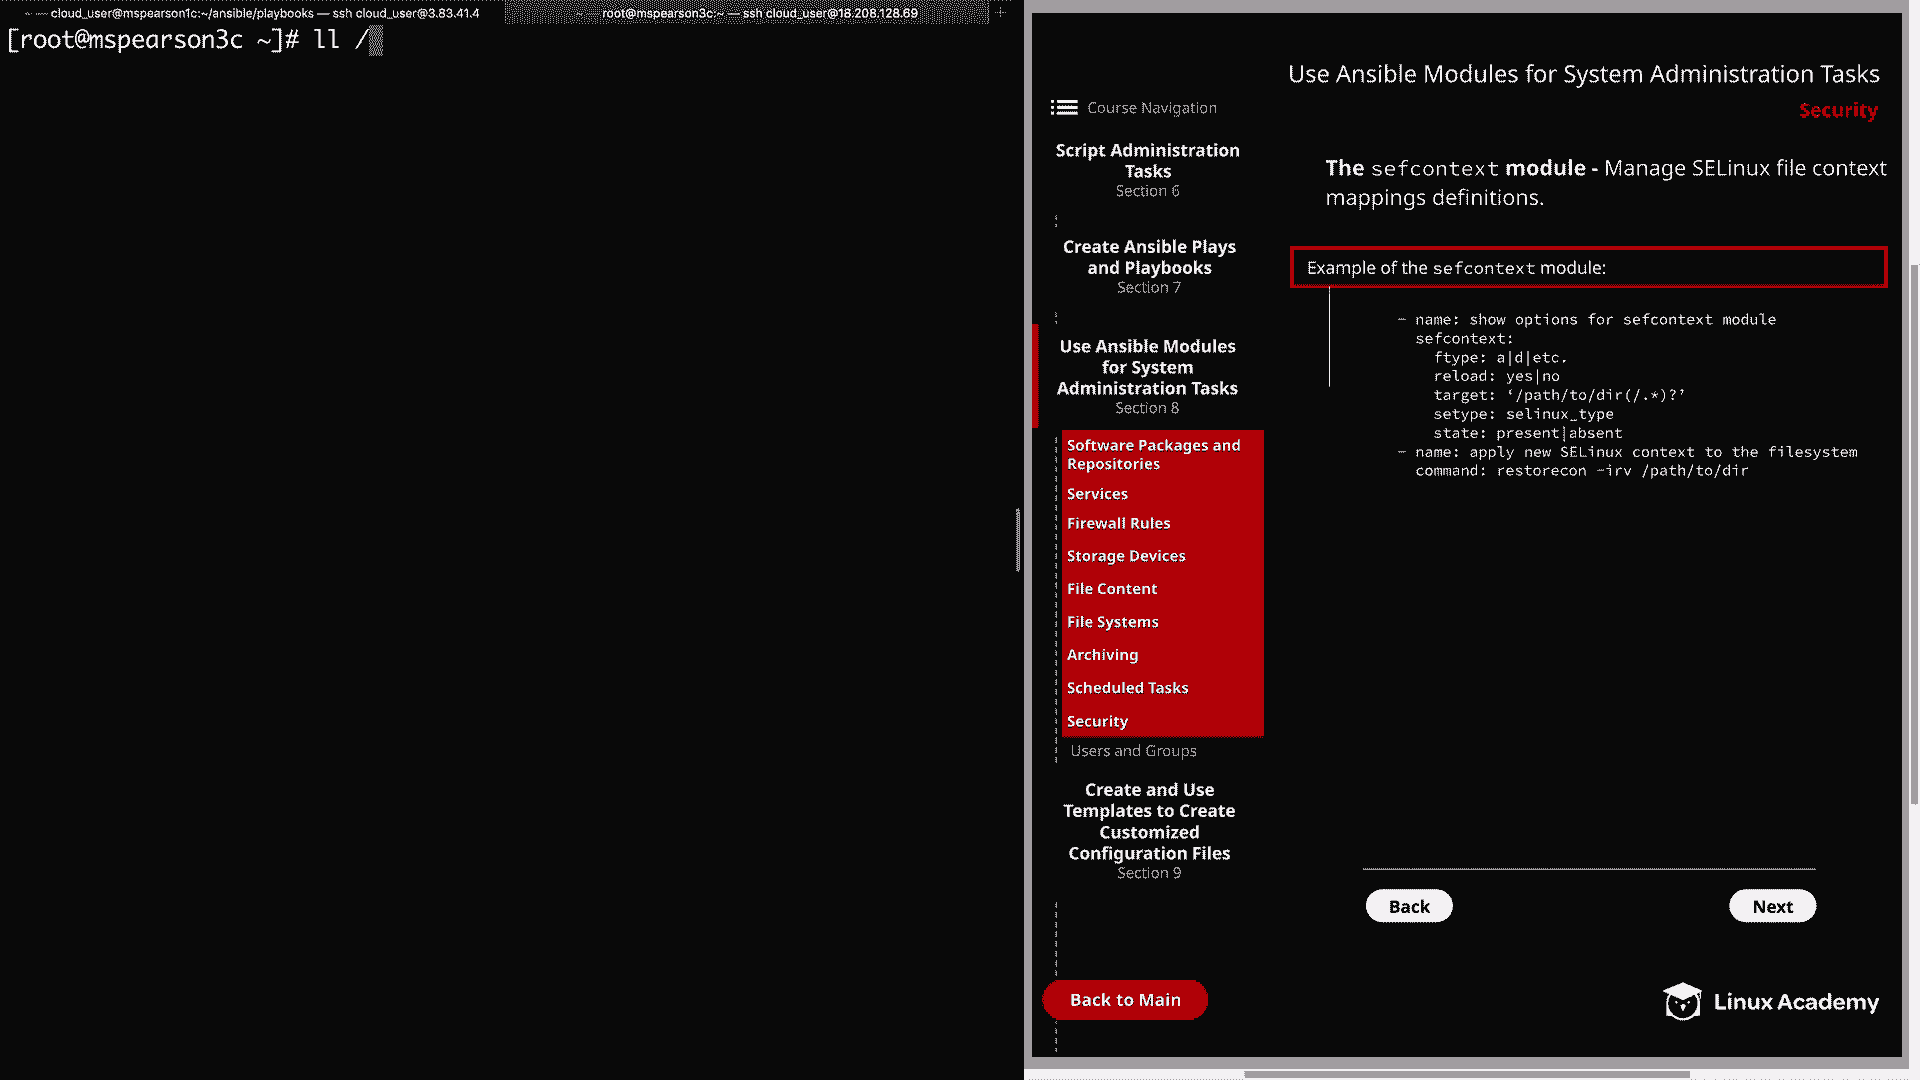 cloud_user@mspearson1c:~/ansible/playbooks — ssh cloud_user@3.83.41.4
root@mspearson3c:~ — ssh cloud_user@18.208.128.69
+
[root@mspearson3c ~]# ll /
Use Ansible Modules for System Administration Tasks
Security
Course Navigation
Script Administration
Tasks
Section 6
Create Ansible Plays
and Playbooks
Section 7
Use Ansible Modules
for System
Administration Tasks
Section 8
Software Packages and
Repositories
Services
Firewall Rules
Storage Devices
File Content
File Systems
Archiving
Scheduled Tasks
Security
Users and Groups
Create and Use
Templates to Create
Customized
Configuration Files
Section 9
Back to Main
The sefcontext module - Manage SELinux file context
mappings definitions.
Example of the sefcontext module:
– name: show options for sefcontext module
sefcontext:
ftype: a|d|etc.
reload: yes|no
target: ‘/path/to/dir(/.*)?’
setype: selinux_type
state: present|absent
– name: apply new SELinux context to the filesystem
command: restorecon -irv /path/to/dir
Back
Next
Linux Academy